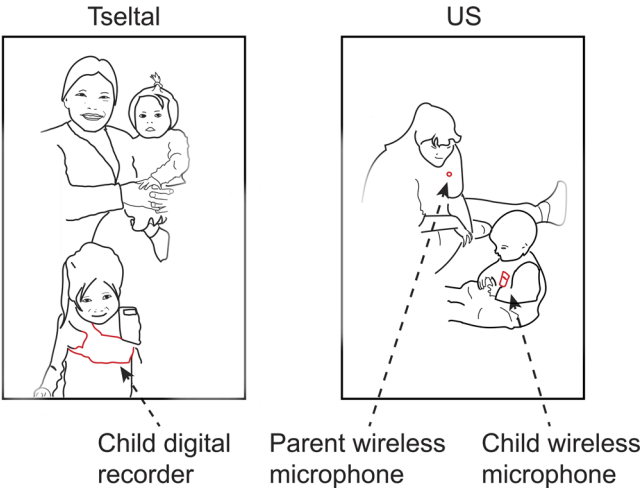 Tseltal
US
Child digital
recorder
Parent wireless
microphone
Child wireless
microphone